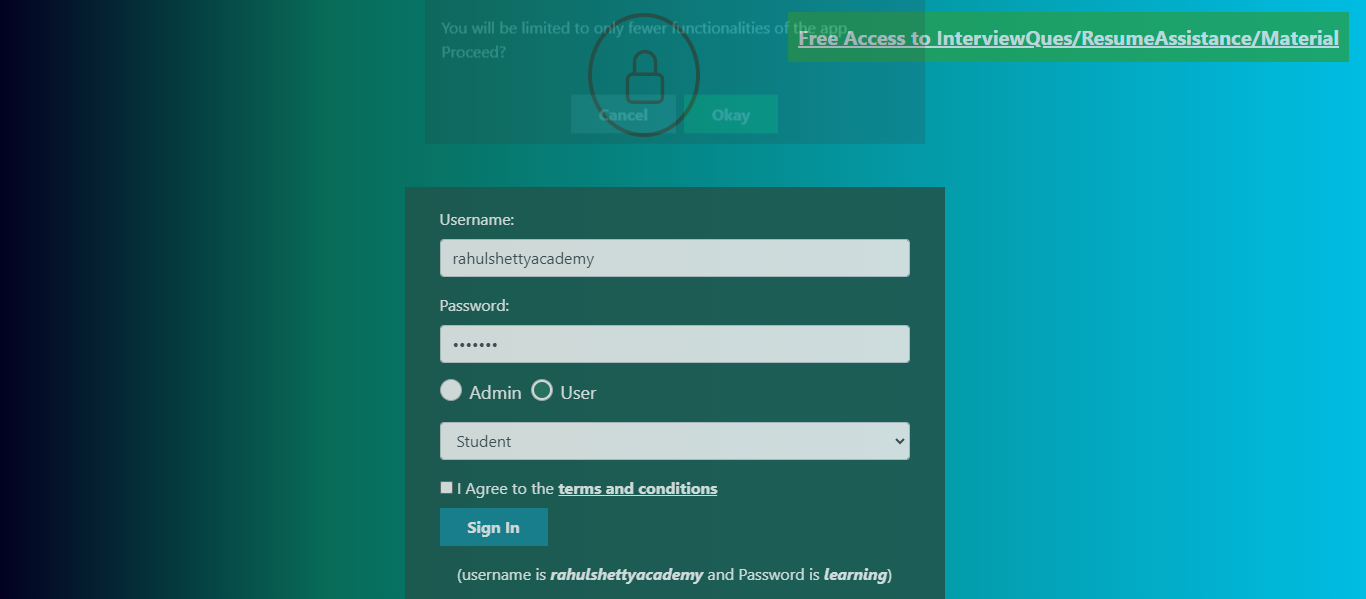 You will be limited to only fewer functionalities of the app.
Proceed?
Free Access to InterviewQues/ResumeAssistance/Material
Cancel Okay
Username:
rahulshettyacademy
Password:
•••••••
Admin User
Student
I Agree to the terms and conditions
Sign In
(username is rahulshettyacademy and Password is learning)